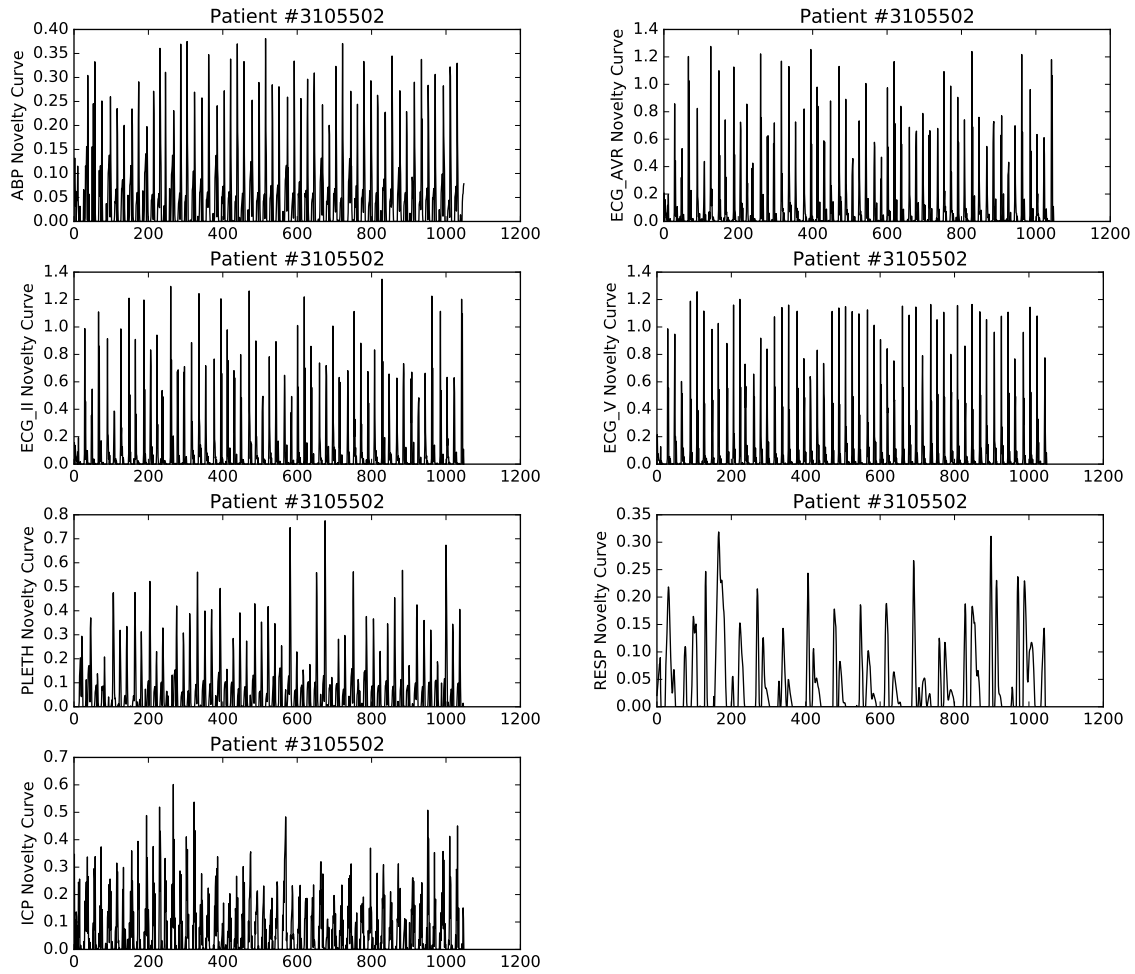 Patient #3105502
ABP Novelty Curve
0.40
0.35
0.30
0.25
0.20
0.15
0.10
0.05
0.00
0 200 400 600 800 1000 1200
Patient #3105502
ECG_AVR Novelty Curve
1.4
1.2
1.0
0.8
0.6
0.4
0.2
0.0
0 200 400 600 800 1000 1200
Patient #3105502
ECG_II Novelty Curve
1.4
1.2
1.0
0.8
0.6
0.4
0.2
0.0
0 200 400 600 800 1000 1200
Patient #3105502
ECG_V Novelty Curve
1.4
1.2
1.0
0.8
0.6
0.4
0.2
0.0
0 200 400 600 800 1000 1200
Patient #3105502
PLETH Novelty Curve
0.8
0.7
0.6
0.5
0.4
0.3
0.2
0.1
0.0
0 200 400 600 800 1000 1200
Patient #3105502
RESP Novelty Curve
0.35
0.30
0.25
0.20
0.15
0.10
0.05
0.00
0 200 400 600 800 1000 1200
Patient #3105502
ICP Novelty Curve
0.7
0.6
0.5
0.4
0.3
0.2
0.1
0.0
0 200 400 600 800 1000 1200